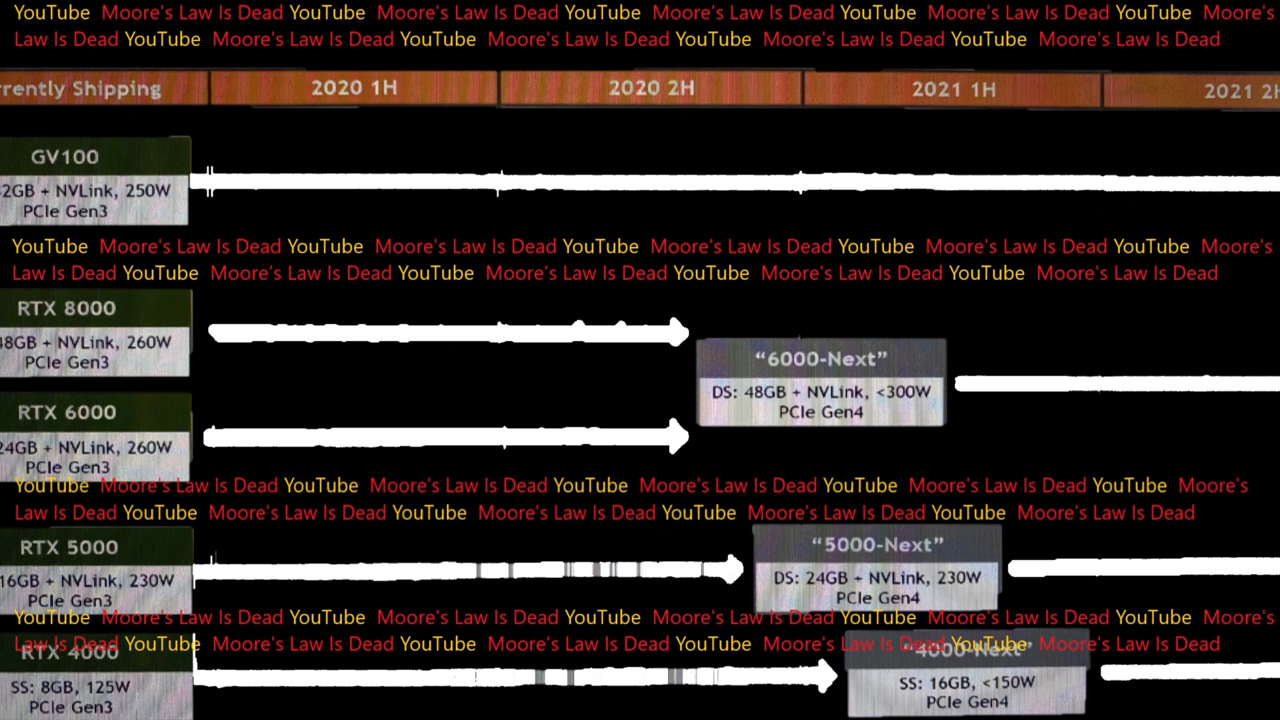 YouTube Moore's Law Is Dead YouTube Moore's Law Is Dead YouTube Moore's Law Is Dead YouTube Moore's Law Is Dead YouTube Moore's
Law Is Dead YouTube Moore's Law Is Dead YouTube Moore's Law Is Dead YouTube Moore's Law Is Dead YouTube Moore's Law Is Dead
rrently Shipping 2020 1H 2020 2H 2021 1H 2021 2H
GV100
32GB + NVLink, 250W
PCIe Gen3
YouTube Moore's Law Is Dead YouTube Moore's Law Is Dead YouTube Moore's Law Is Dead YouTube Moore's Law Is Dead YouTube Moore's
Law Is Dead YouTube Moore's Law Is Dead YouTube Moore's Law Is Dead YouTube Moore's Law Is Dead YouTube Moore's Law Is Dead
RTX 8000
48GB + NVLink, 260W
PCIe Gen3
"6000-Next"
DS: 48GB + NVLink, <300W
PCIe Gen4
RTX 6000
24GB + NVLink, 260W
PCIe Gen3
YouTube Moore's Law Is Dead YouTube Moore's Law Is Dead YouTube Moore's Law Is Dead YouTube Moore's Law Is Dead YouTube Moore's
Law Is Dead YouTube Moore's Law Is Dead YouTube Moore's Law Is Dead YouTube Moore's Law Is Dead YouTube Moore's Law Is Dead
RTX 5000
16GB + NVLink, 230W
PCIe Gen3
"5000-Next"
DS: 24GB + NVLink, 230W
PCIe Gen4
YouTube Moore's Law Is Dead YouTube Moore's Law Is Dead YouTube Moore's Law Is Dead YouTube Moore's Law Is Dead YouTube Moore's
Law Is Dead YouTube Moore's Law Is Dead YouTube Moore's Law Is Dead YouTube Moore's Law Is Dead YouTube Moore's Law Is Dead
RTX 4000
SS: 8GB, 125W
PCIe Gen3
"4000-Next"
SS: 16GB, <150W
PCIe Gen4